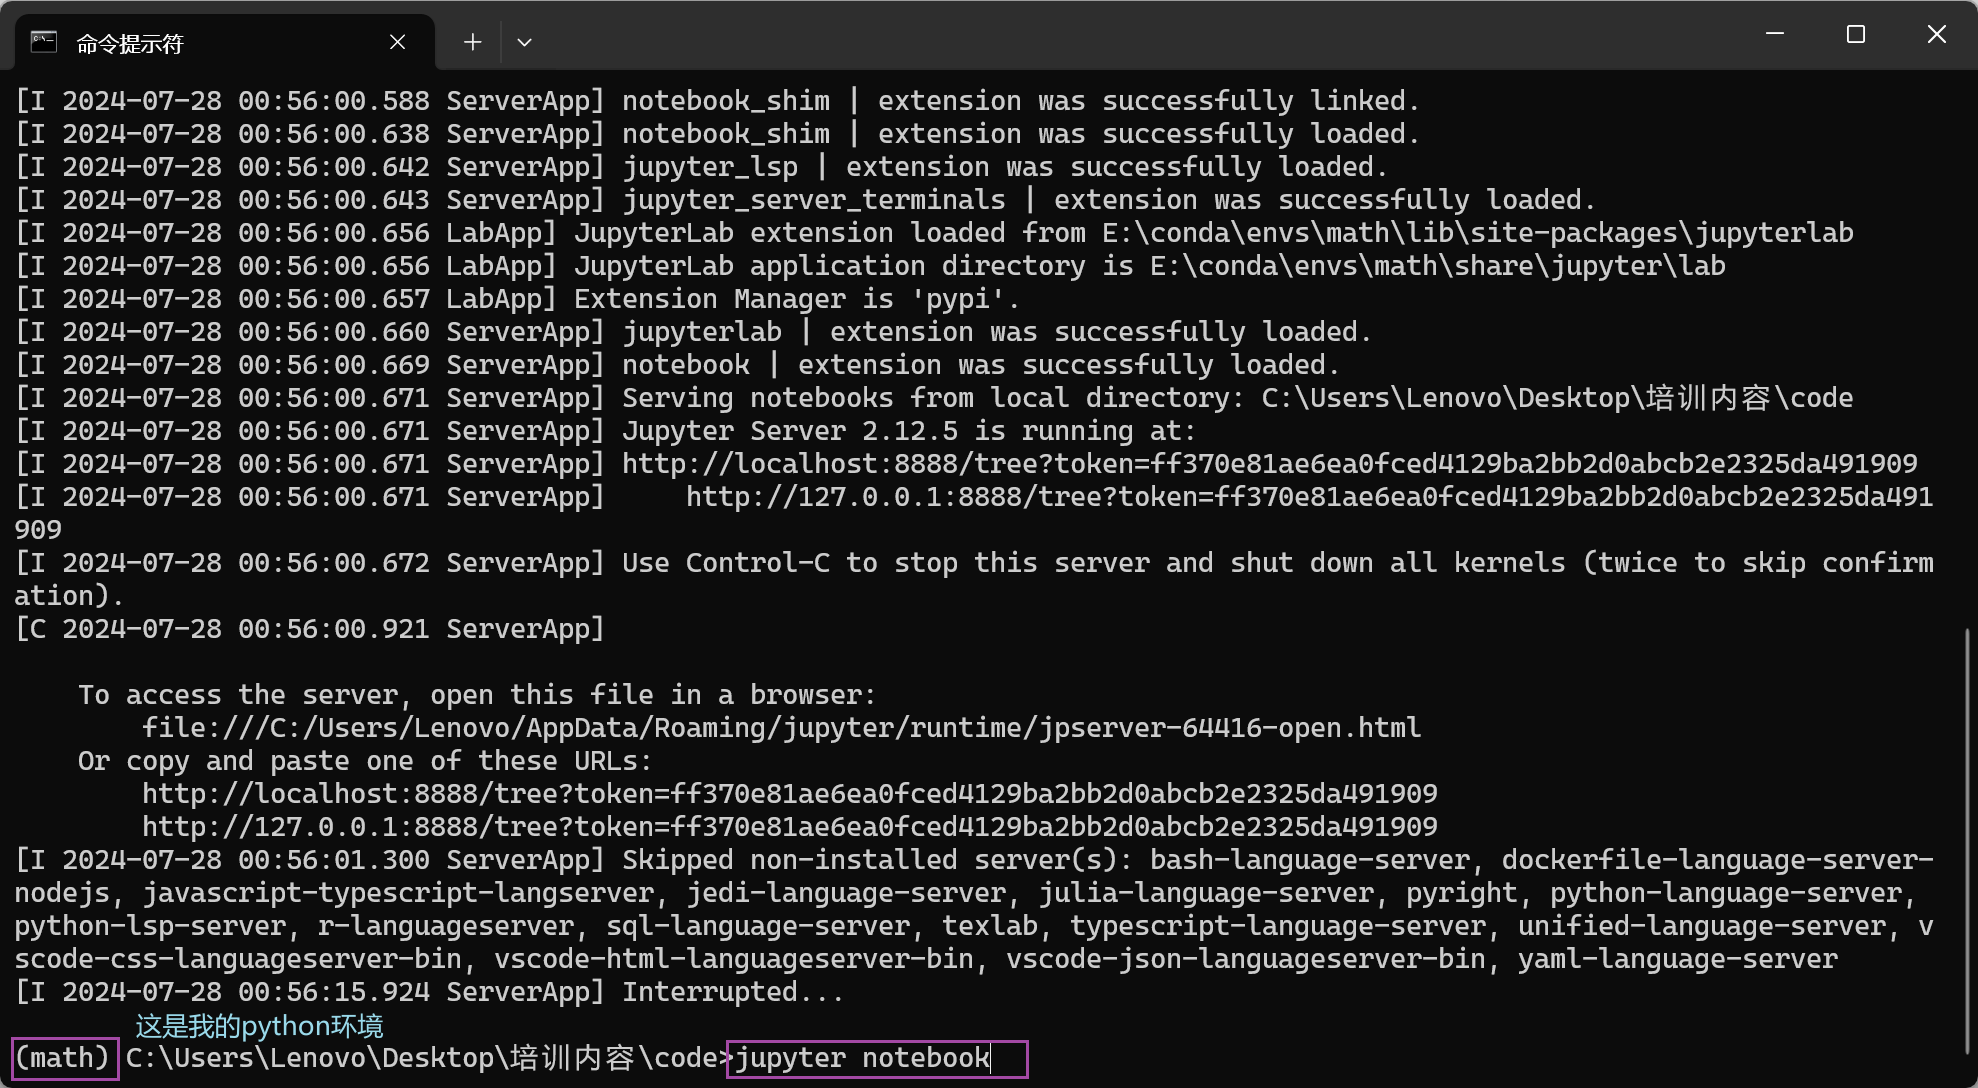 命令提示符
[I 2024-07-28 00:56:00.588 ServerApp] notebook_shim | extension was successfully linked.
[I 2024-07-28 00:56:00.638 ServerApp] notebook_shim | extension was successfully loaded.
[I 2024-07-28 00:56:00.642 ServerApp] jupyter_lsp | extension was successfully loaded.
[I 2024-07-28 00:56:00.643 ServerApp] jupyter_server_terminals | extension was successfully loaded.
[I 2024-07-28 00:56:00.656 LabApp] JupyterLab extension loaded from E:\conda\envs\math\lib\site-packages\jupyterlab
[I 2024-07-28 00:56:00.656 LabApp] JupyterLab application directory is E:\conda\envs\math\share\jupyter\lab
[I 2024-07-28 00:56:00.657 LabApp] Extension Manager is 'pypi'.
[I 2024-07-28 00:56:00.660 ServerApp] jupyterlab | extension was successfully loaded.
[I 2024-07-28 00:56:00.669 ServerApp] notebook | extension was successfully loaded.
[I 2024-07-28 00:56:00.671 ServerApp] Serving notebooks from local directory: C:\Users\Lenovo\Desktop\培训内容\code
[I 2024-07-28 00:56:00.671 ServerApp] Jupyter Server 2.12.5 is running at:
[I 2024-07-28 00:56:00.671 ServerApp] http://localhost:8888/tree?token=ff370e81ae6ea0fced4129ba2bb2d0abcb2e2325da491909
[I 2024-07-28 00:56:00.671 ServerApp]     http://127.0.0.1:8888/tree?token=ff370e81ae6ea0fced4129ba2bb2d0abcb2e2325da491
909
[I 2024-07-28 00:56:00.672 ServerApp] Use Control-C to stop this server and shut down all kernels (twice to skip confirm
ation).
[C 2024-07-28 00:56:00.921 ServerApp]
To access the server, open this file in a browser:
file:///C:/Users/Lenovo/AppData/Roaming/jupyter/runtime/jpserver-64416-open.html
Or copy and paste one of these URLs:
http://localhost:8888/tree?token=ff370e81ae6ea0fced4129ba2bb2d0abcb2e2325da491909
http://127.0.0.1:8888/tree?token=ff370e81ae6ea0fced4129ba2bb2d0abcb2e2325da491909
[I 2024-07-28 00:56:01.300 ServerApp] Skipped non-installed server(s): bash-language-server, dockerfile-language-server-
nodejs, javascript-typescript-langserver, jedi-language-server, julia-language-server, pyright, python-language-server,
python-lsp-server, r-languageserver, sql-language-server, texlab, typescript-language-server, unified-language-server, v
scode-css-languageserver-bin, vscode-html-languageserver-bin, vscode-json-languageserver-bin, yaml-language-server
[I 2024-07-28 00:56:15.924 ServerApp] Interrupted...
这是我的python环境
(math) C:\Users\Lenovo\Desktop\培训内容\code>jupyter notebook